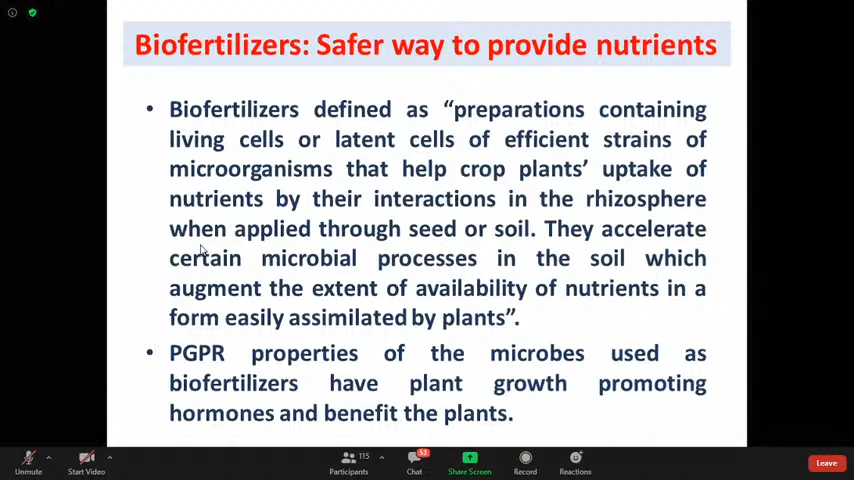 Biofertilizers: Safer way to provide nutrients
• Biofertilizers defined as “preparations containing
living cells or latent cells of efficient strains of
microorganisms that help crop plants’ uptake of
nutrients by their interactions in the rhizosphere
when applied through seed or soil. They accelerate
certain microbial processes in the soil which
augment the extent of availability of nutrients in a
form easily assimilated by plants”.
• PGPR properties of the microbes used as
biofertilizers have plant growth promoting
hormones and benefit the plants.
115
53
Unmute Start Video Participants Chat Share Screen Record Reactions Leave